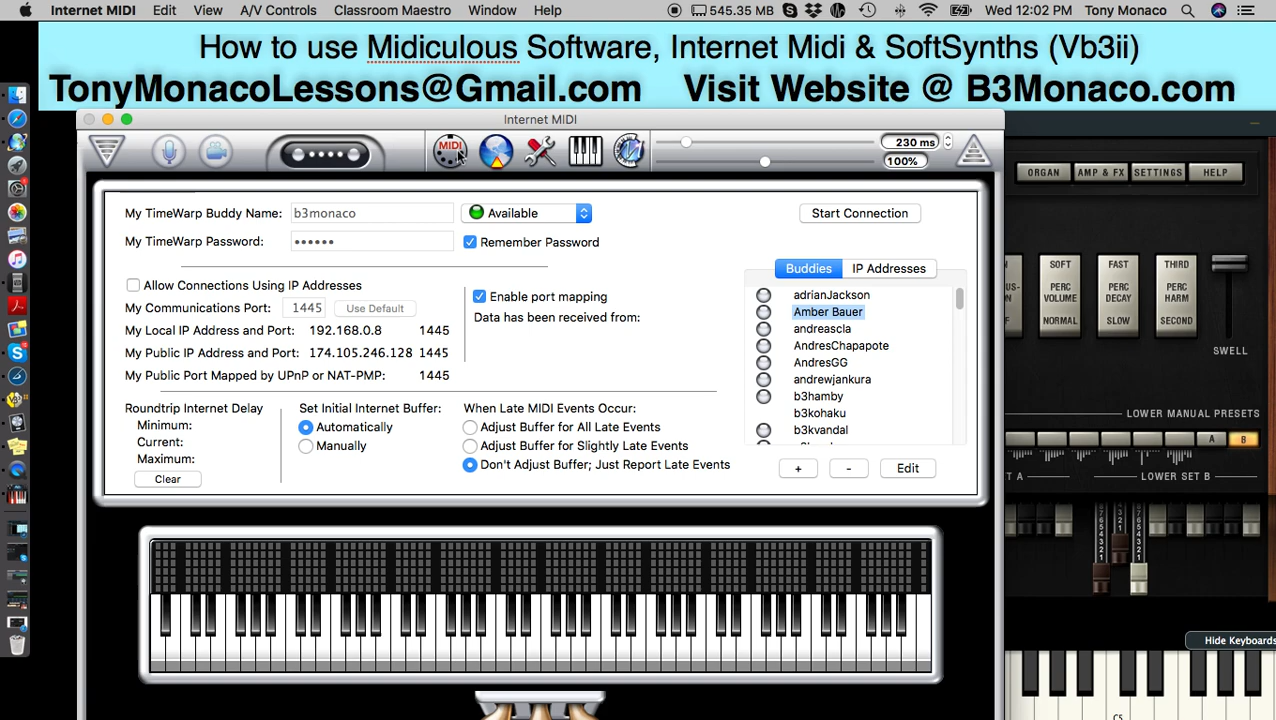 Internet MIDI Edit View A/V Controls Classroom Maestro Window Help 545.35 MB Wed 12:02 PM Tony Monaco
How to use Midiculous Software, Internet Midi & SoftSynths (Vb3ii)
TonyMonacoLessons@Gmail.com Visit Website @ B3Monaco.com
Internet MIDI
MIDI
230 ms
100%
My TimeWarp Buddy Name: b3monaco Available Start Connection
My TimeWarp Password: •••••• Remember Password
Allow Connections Using IP Addresses
My Communications Port: 1445 Use Default
My Local IP Address and Port: 192.168.0.8 1445
My Public IP Address and Port: 174.105.246.128 1445
My Public Port Mapped by UPnP or NAT-PMP: 1445
Enable port mapping
Data has been received from:
Buddies IP Addresses
adrianJackson
Amber Bauer
andreascla
AndresChapapote
AndresGG
andrewjankura
b3hamby
b3kohaku
b3kvandal
+ - Edit
Roundtrip Internet Delay
Minimum:
Current:
Maximum:
Clear
Set Initial Internet Buffer:
Automatically
Manually
When Late MIDI Events Occur:
Adjust Buffer for All Late Events
Adjust Buffer for Slightly Late Events
Don't Adjust Buffer; Just Report Late Events
ORGAN AMP & FX SETTINGS HELP
SOFT FAST THIRD
PERC VOLUME PERC DECAY PERC HARM
NORMAL SLOW SECOND
SWELL
LOWER MANUAL PRESETS
A B
T A LOWER SET B
Hide Keyboards
C5